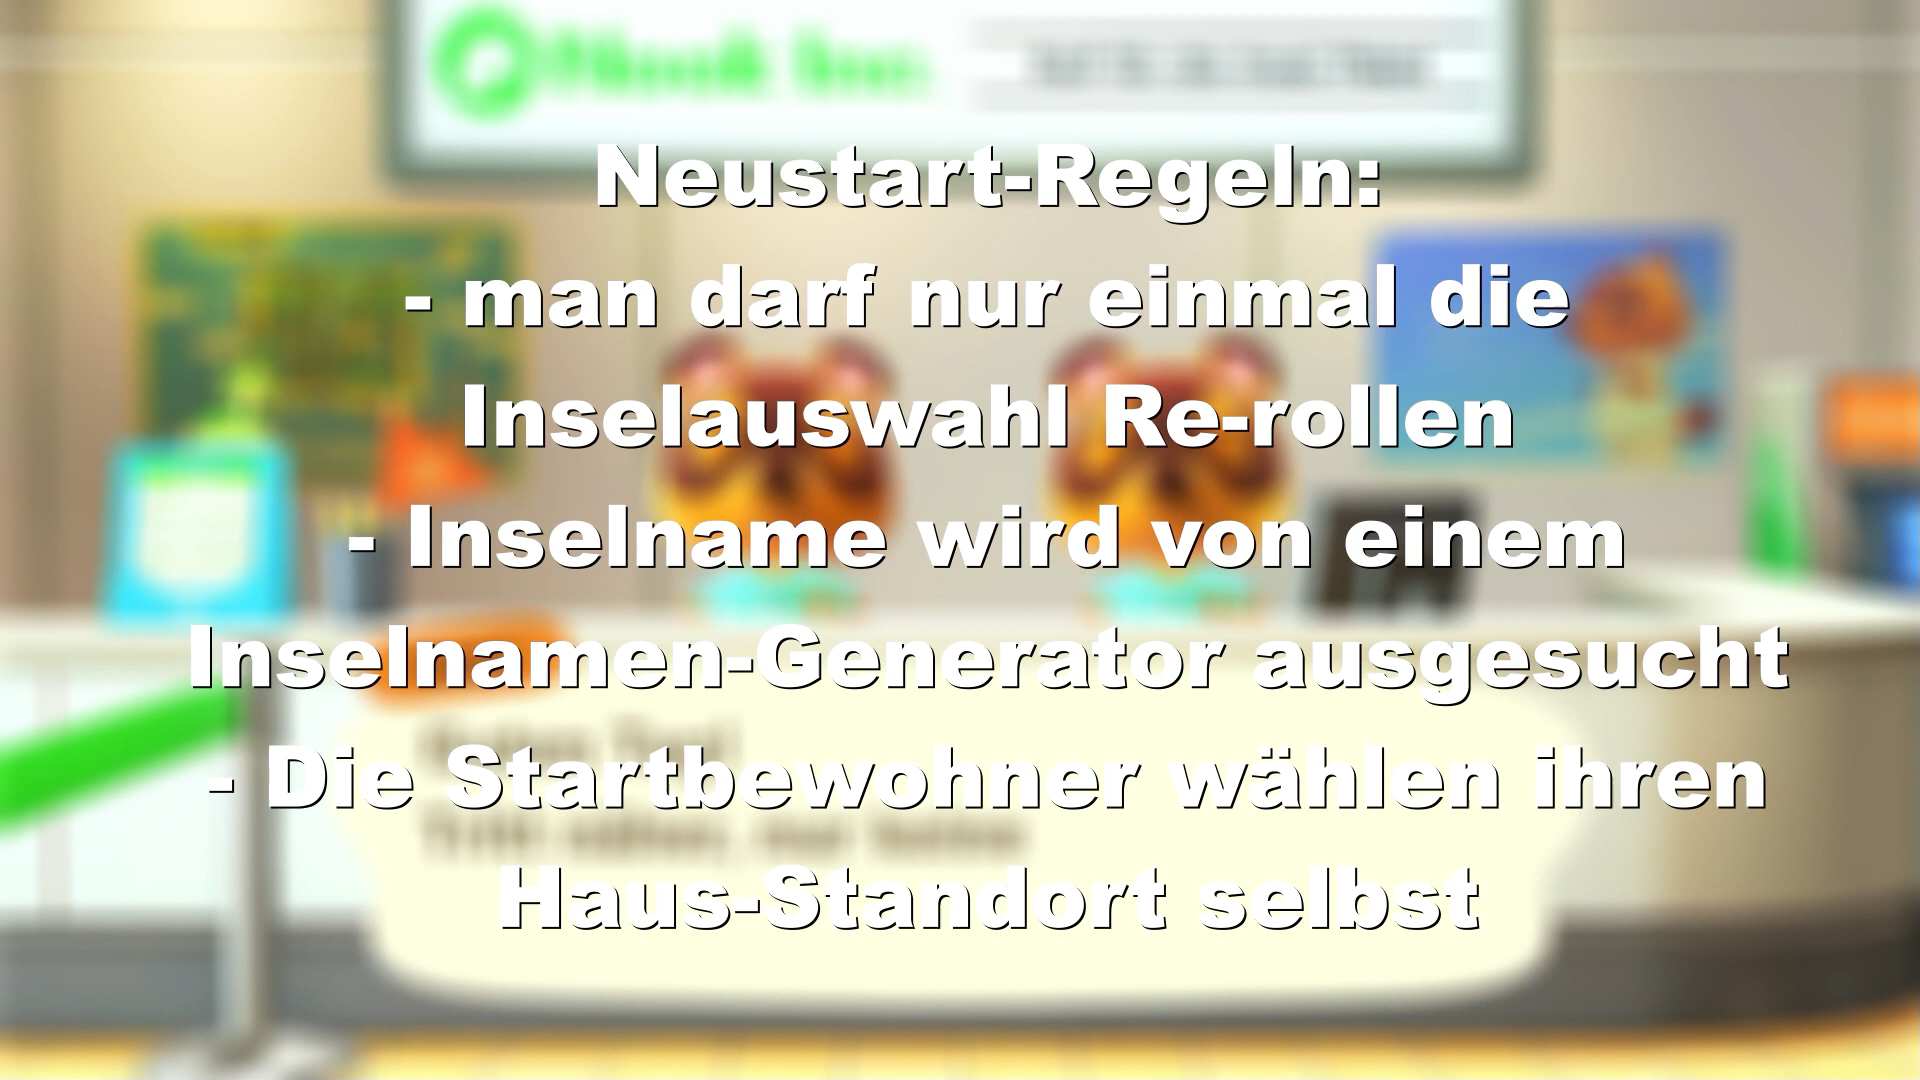 Neustart-Regeln:
- man darf nur einmal die
Inselauswahl Re-rollen
- Inselname wird von einem
Inselnamen-Generator ausgesucht
- Die Startbewohner wählen ihren
Haus-Standort selbst